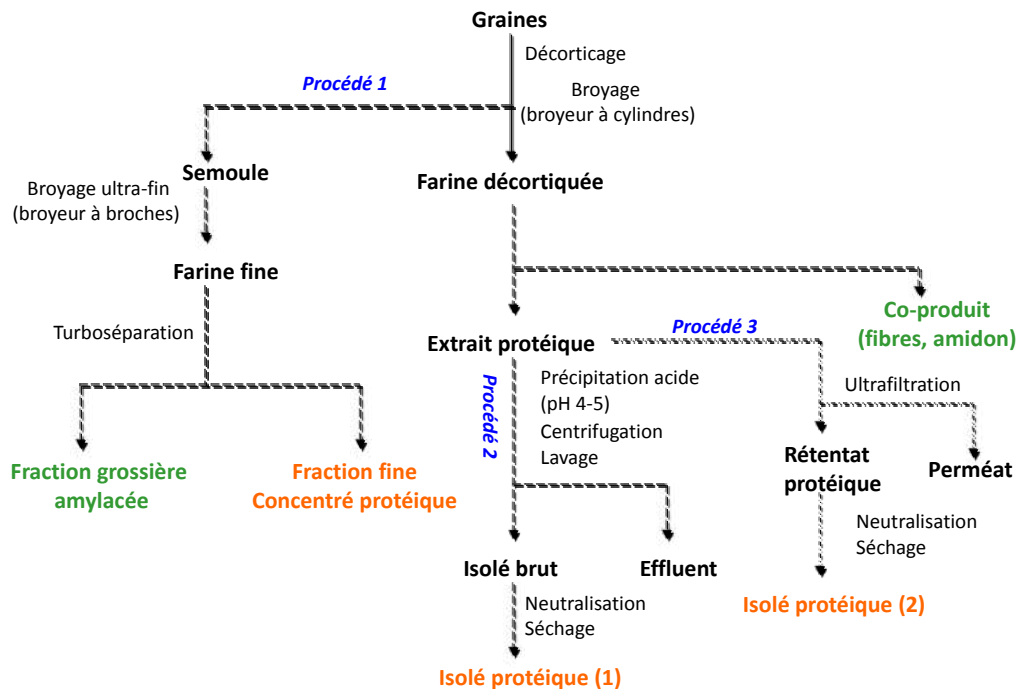 Graines
Décorticage
Procédé 1
Broyage
(broyeur à cylindres)
Semoule
Farine décortiquée
Broyage ultra-fin
(broyeur à broches)
Farine fine
Co-produit
(fibres, amidon)
Turboséparation
Procédé 3
Extrait protéique
Procédé 2
Précipitation acide
(pH 4-5)
Centrifugation
Lavage
Ultrafiltration
Fraction grossière
amylacée
Fraction fine
Concentré protéique
Rétentat
protéique
Perméat
Neutralisation
Séchage
Isolé brut
Effluent
Neutralisation
Séchage
Isolé protéique (2)
Isolé protéique (1)